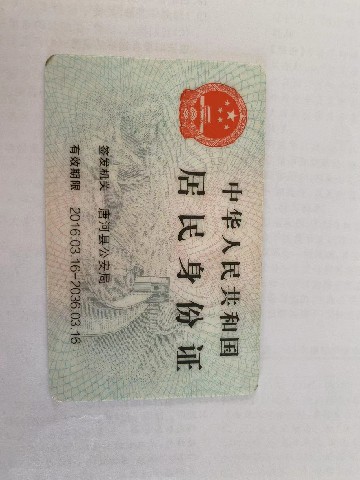 中华人民共和国
居民身份证
签发机关 唐河县公安局
有效期限 2016.03.16-2036.03.16